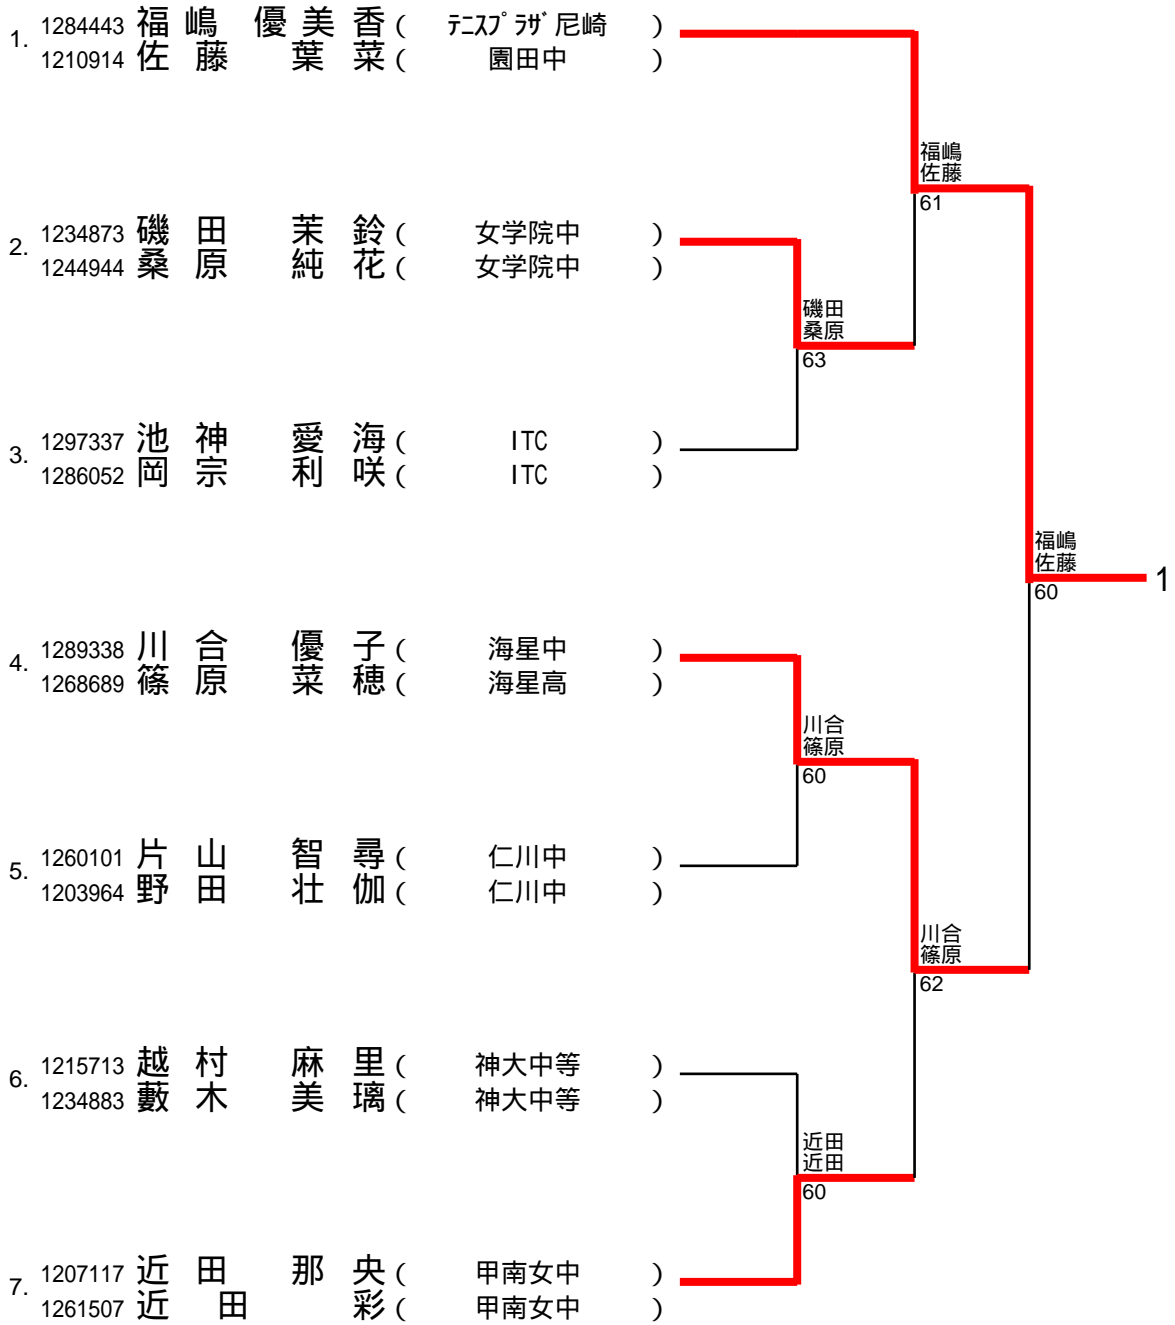 1. 1284443 福嶋 優美香 ( テニスプラザ尼崎 )
1210914 佐藤 葉菜 ( 園田中 )
福嶋
佐藤
61
2. 1234873 磯田 茉鈴 ( 女学院中 )
1244944 桑原 純花 ( 女学院中 )
磯田
桑原
63
3. 1297337 池神 愛海 ( ITC )
1286052 岡宗 利咲 ( ITC )
福嶋
佐藤
60
1
4. 1289338 川合 優子 ( 海星中 )
1268689 篠原 菜穂 ( 海星高 )
川合
篠原
60
5. 1260101 片山 智尋 ( 仁川中 )
1203964 野田 壮伽 ( 仁川中 )
川合
篠原
62
6. 1215713 越村 麻里 ( 神大中等 )
1234883 藪木 美璃 ( 神大中等 )
近田
近田
60
7. 1207117 近田 那央 ( 甲南女中 )
1261507 近田 彩 ( 甲南女中 )